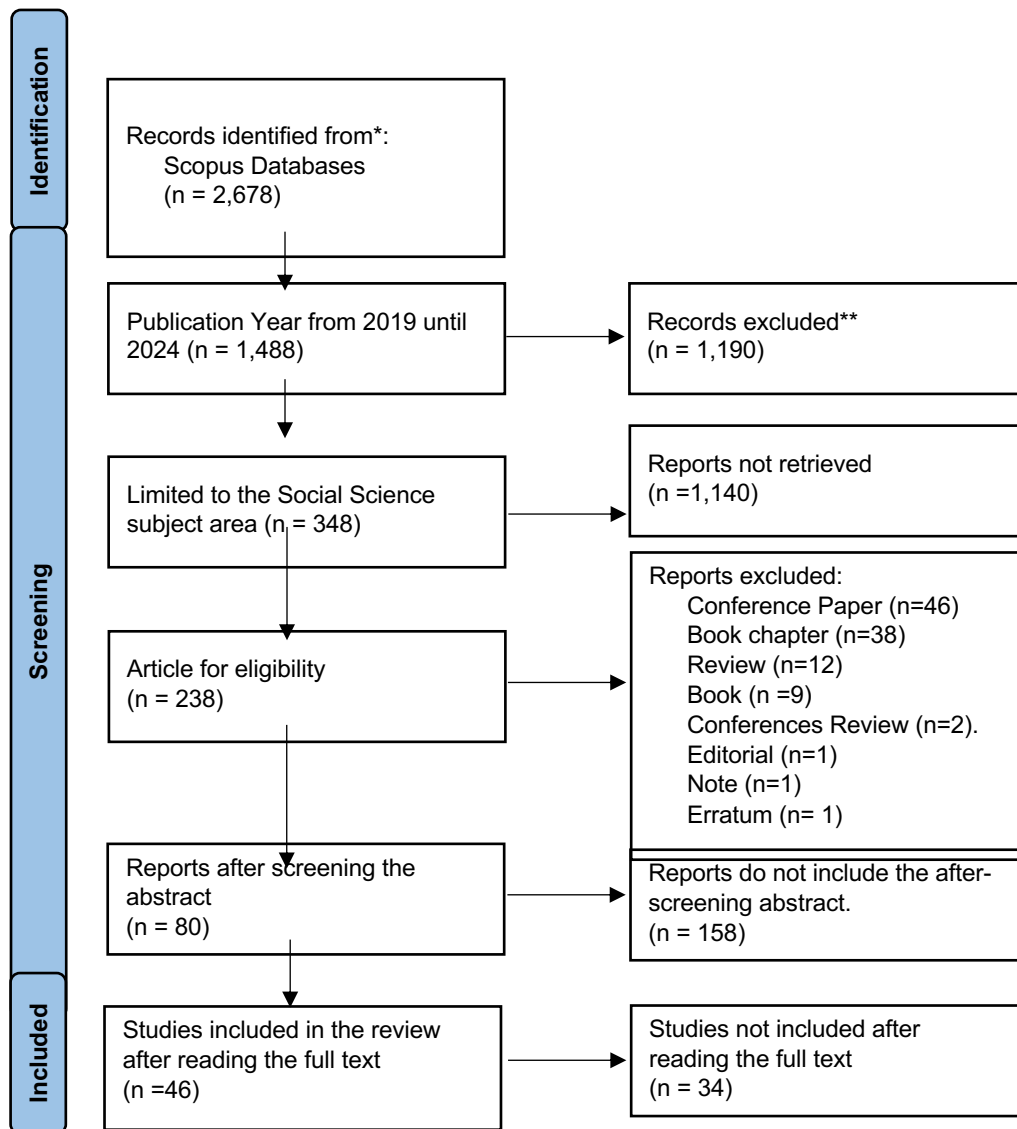 Identification
Records identified from*:
Scopus Databases
(n = 2,678)
Screening
Publication Year from 2019 until
2024 (n = 1,488)
Records excluded**
(n = 1,190)
Limited to the Social Science
subject area (n = 348)
Reports not retrieved
(n =1,140)
Article for eligibility
(n = 238)
Reports excluded:
Conference Paper (n=46)
Book chapter (n=38)
Review (n=12)
Book (n =9)
Conferences Review (n=2).
Editorial (n=1)
Note (n=1)
Erratum (n= 1)
Reports after screening the
abstract
(n = 80)
Reports do not include the after-
screening abstract.
(n = 158)
Included
Studies included in the review
after reading the full text
(n =46)
Studies not included after
reading the full text
(n = 34)